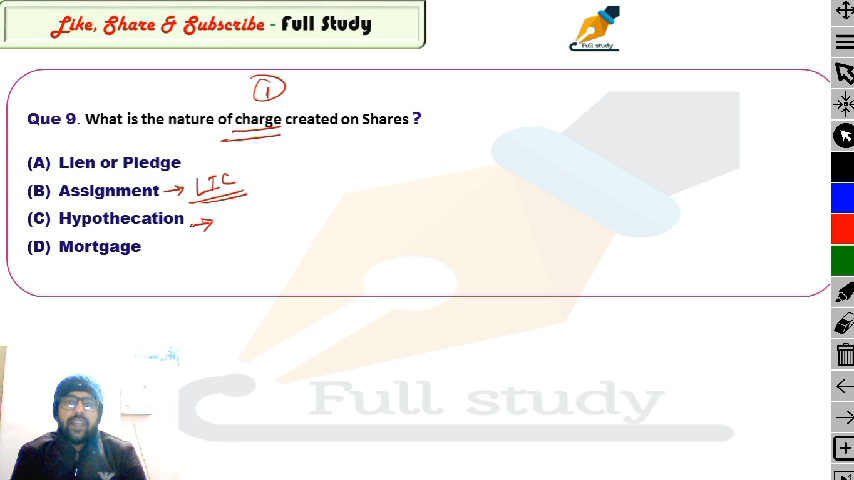 Like, Share & Subscribe - Full Study
Full study
1
Que 9. What is the nature of charge created on Shares ?
(A) Lien or Pledge
(B) Assignment → LIC
(C) Hypothecation →
(D) Mortgage
Full study